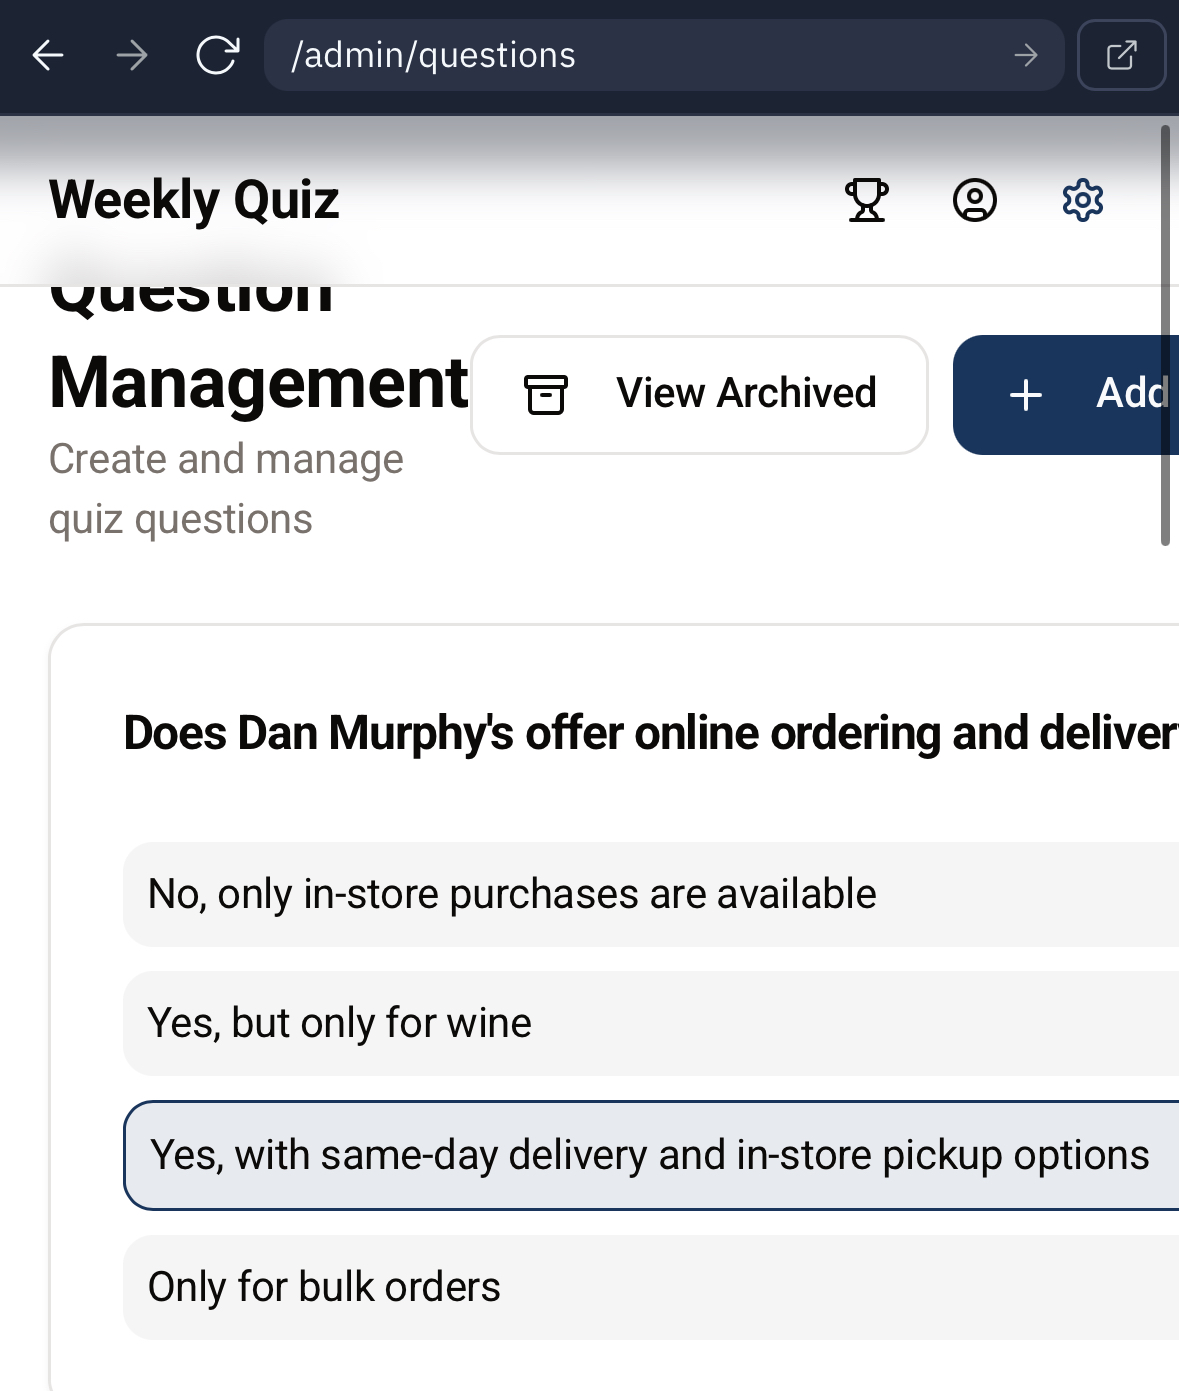 /admin/questions
Weekly Quiz
Question
Management
View Archived
Add
Create and manage
quiz questions
Does Dan Murphy's offer online ordering and delivery
No, only in-store purchases are available
Yes, but only for wine
Yes, with same-day delivery and in-store pickup options
Only for bulk orders